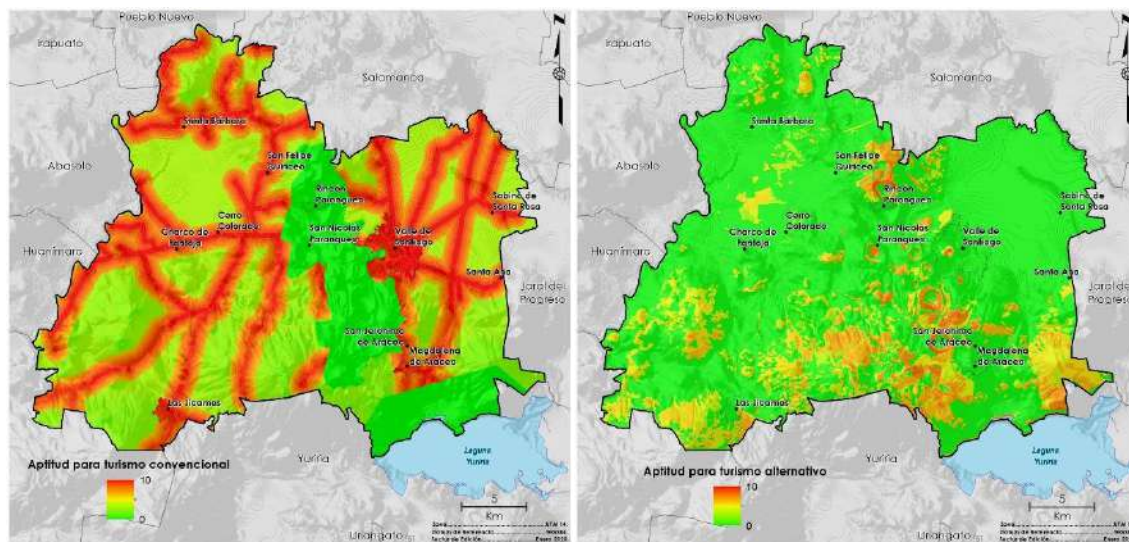 Pueblo Nuevo
Irapuato
Salamanca
Santa Bárbara
Abasolo
San Felipe
Quiriceo
Rincón
Parangueo
Sabino de
Santa Rosa
Cerro
Colorado
Charco de
Pantoja
San Nicolas
Parangueo
Valle de
Santiago
Huanímaro
Santa Ana
Jaral del
Progreso
San Jerónimo
de Araceo
Magdalena
de Araceo
Las Jícamas
Aptitud para turismo convencional
10
0
Yuriria
Laguna
Yuriria
5
Km
Uriangato
Pueblo Nuevo
Irapuato
Salamanca
Santa Bárbara
Abasolo
San Felipe
Quiriceo
Rincón
Parangueo
Sabino de
Santa Rosa
Cerro
Colorado
Charco de
Pantoja
San Nicolas
Parangueo
Valle de
Santiago
Huanímaro
Santa Ana
Jaral del
Progreso
San Jerónimo
de Araceo
Magdalena
de Araceo
Las Jícamas
Aptitud para turismo alternativo
10
0
Yuriria
Laguna
Yuriria
5
Km
Uriangato